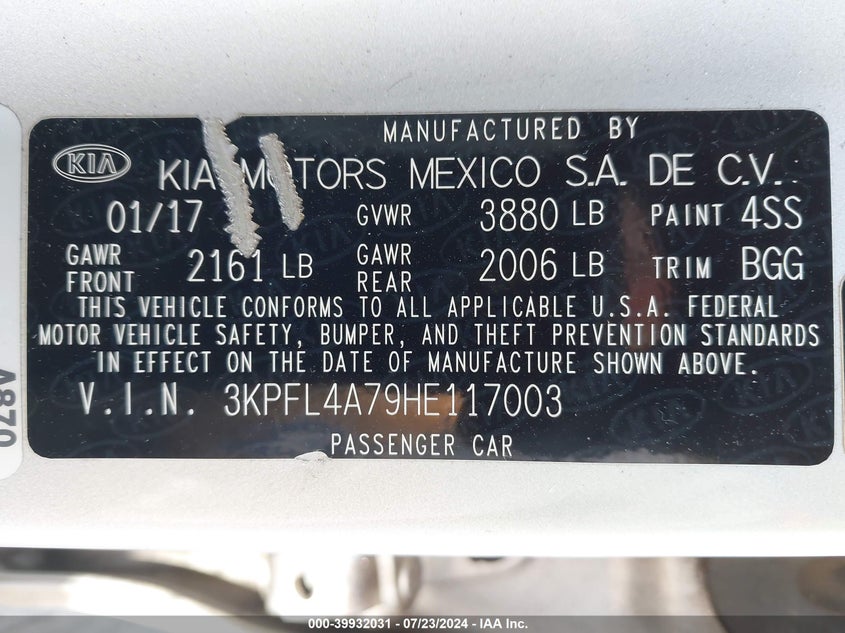 MANUFACTURED BY
KIA KIA MOTORS MEXICO S.A. DE C.V.
01/17 GVWR 3880 LB PAINT 4SS
GAWR FRONT 2161 LB GAWR REAR 2006 LB TRIM BGG
THIS VEHICLE CONFORMS TO ALL APPLICABLE U.S.A. FEDERAL
MOTOR VEHICLE SAFETY, BUMPER, AND THEFT PREVENTION STANDARDS
IN EFFECT ON THE DATE OF MANUFACTURE SHOWN ABOVE.
V.I.N. 3KPFL4A79HE117003
PASSENGER CAR
A870
000-39932031 - 07/23/2024 - IAA Inc.